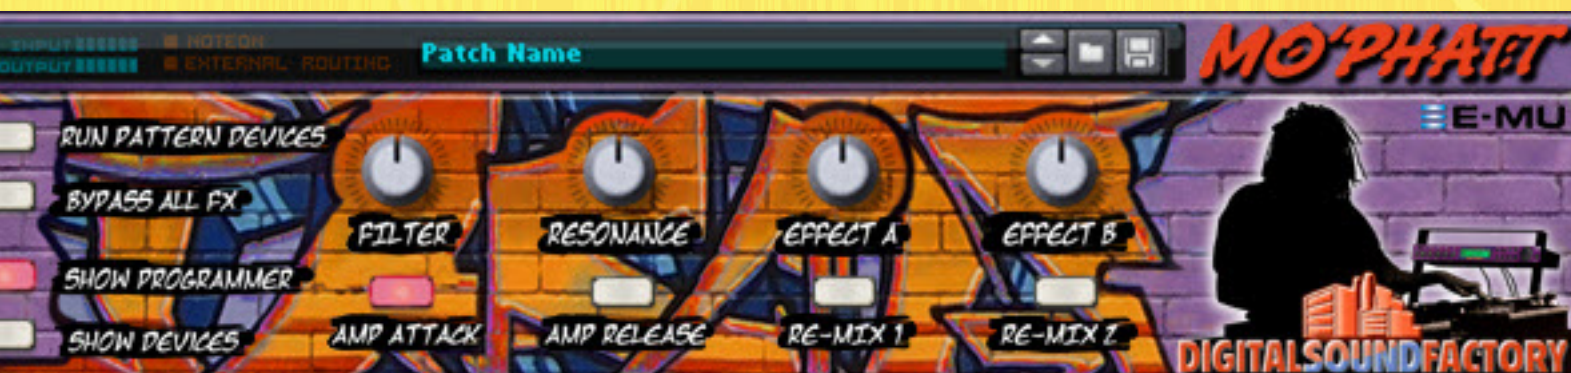 INPUT
OUTPUT
NOTEON
EXTERNAL ROUTING
Patch Name
MO'PHATT
E-MU
RUN PATTERN DEVICES
BYPASS ALL FX
SHOW PROGRAMMER
SHOW DEVICES
FILTER
RESONANCE
EFFECT A
EFFECT B
AMP ATTACK
AMP RELEASE
RE-MIX 1
RE-MIX 2
DIGITALSOUNDFACTORY